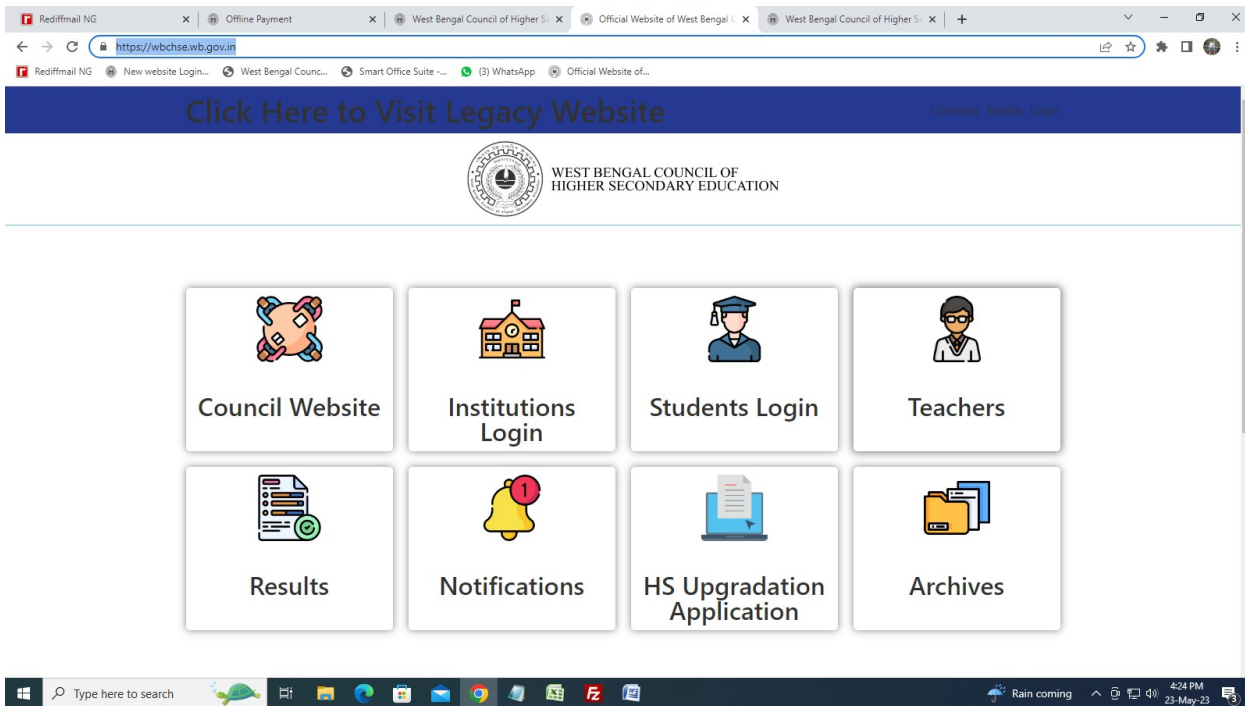 Rediffmail NG
Offline Payment
West Bengal Council of Higher Se
Official Website of West Bengal C
West Bengal Council of Higher Se
https://wbchse.wb.gov.in
Rediffmail NG
New website Login...
West Bengal Counc...
Smart Office Suite -...
(3) WhatsApp
Official Website of...
Click Here to Visit Legacy Website
Contacts Media Login
WEST BENGAL COUNCIL OF
HIGHER SECONDARY EDUCATION
Council Website
Institutions
Login
Students Login
Teachers
1
Results
Notifications
HS Upgradation
Application
Archives
Type here to search
Rain coming
4:24 PM
23-May-23
3